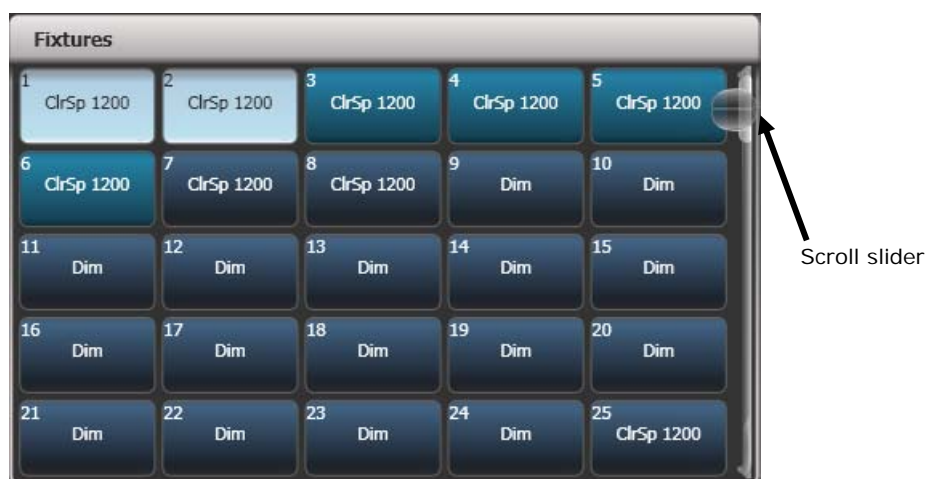 Fixtures
1 2 3 4 5
ClrSp 1200 ClrSp 1200 ClrSp 1200 ClrSp 1200 ClrSp 1200
6 7 8 9 10
ClrSp 1200 ClrSp 1200 ClrSp 1200 Dim Dim
11 12 13 14 15
Dim Dim Dim Dim Dim
Scroll slider
16 17 18 19 20
Dim Dim Dim Dim Dim
21 22 23 24 25
Dim Dim Dim Dim ClrSp 1200